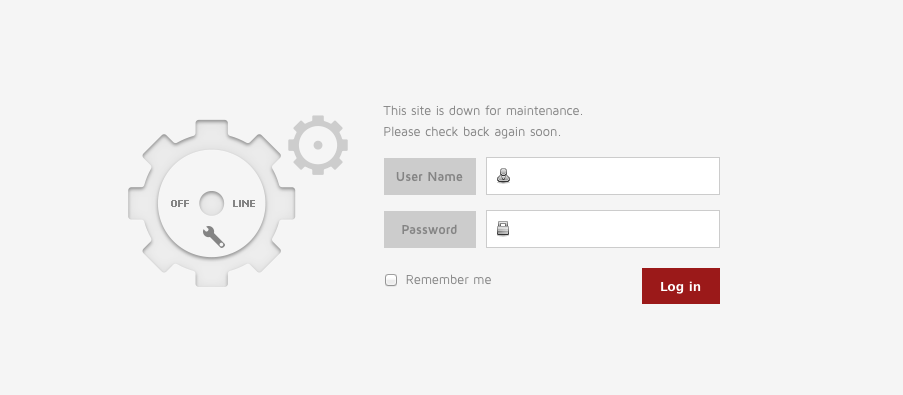 This site is down for maintenance.
Please check back again soon.
User Name
OFF LINE
Password
Remember me
Log in